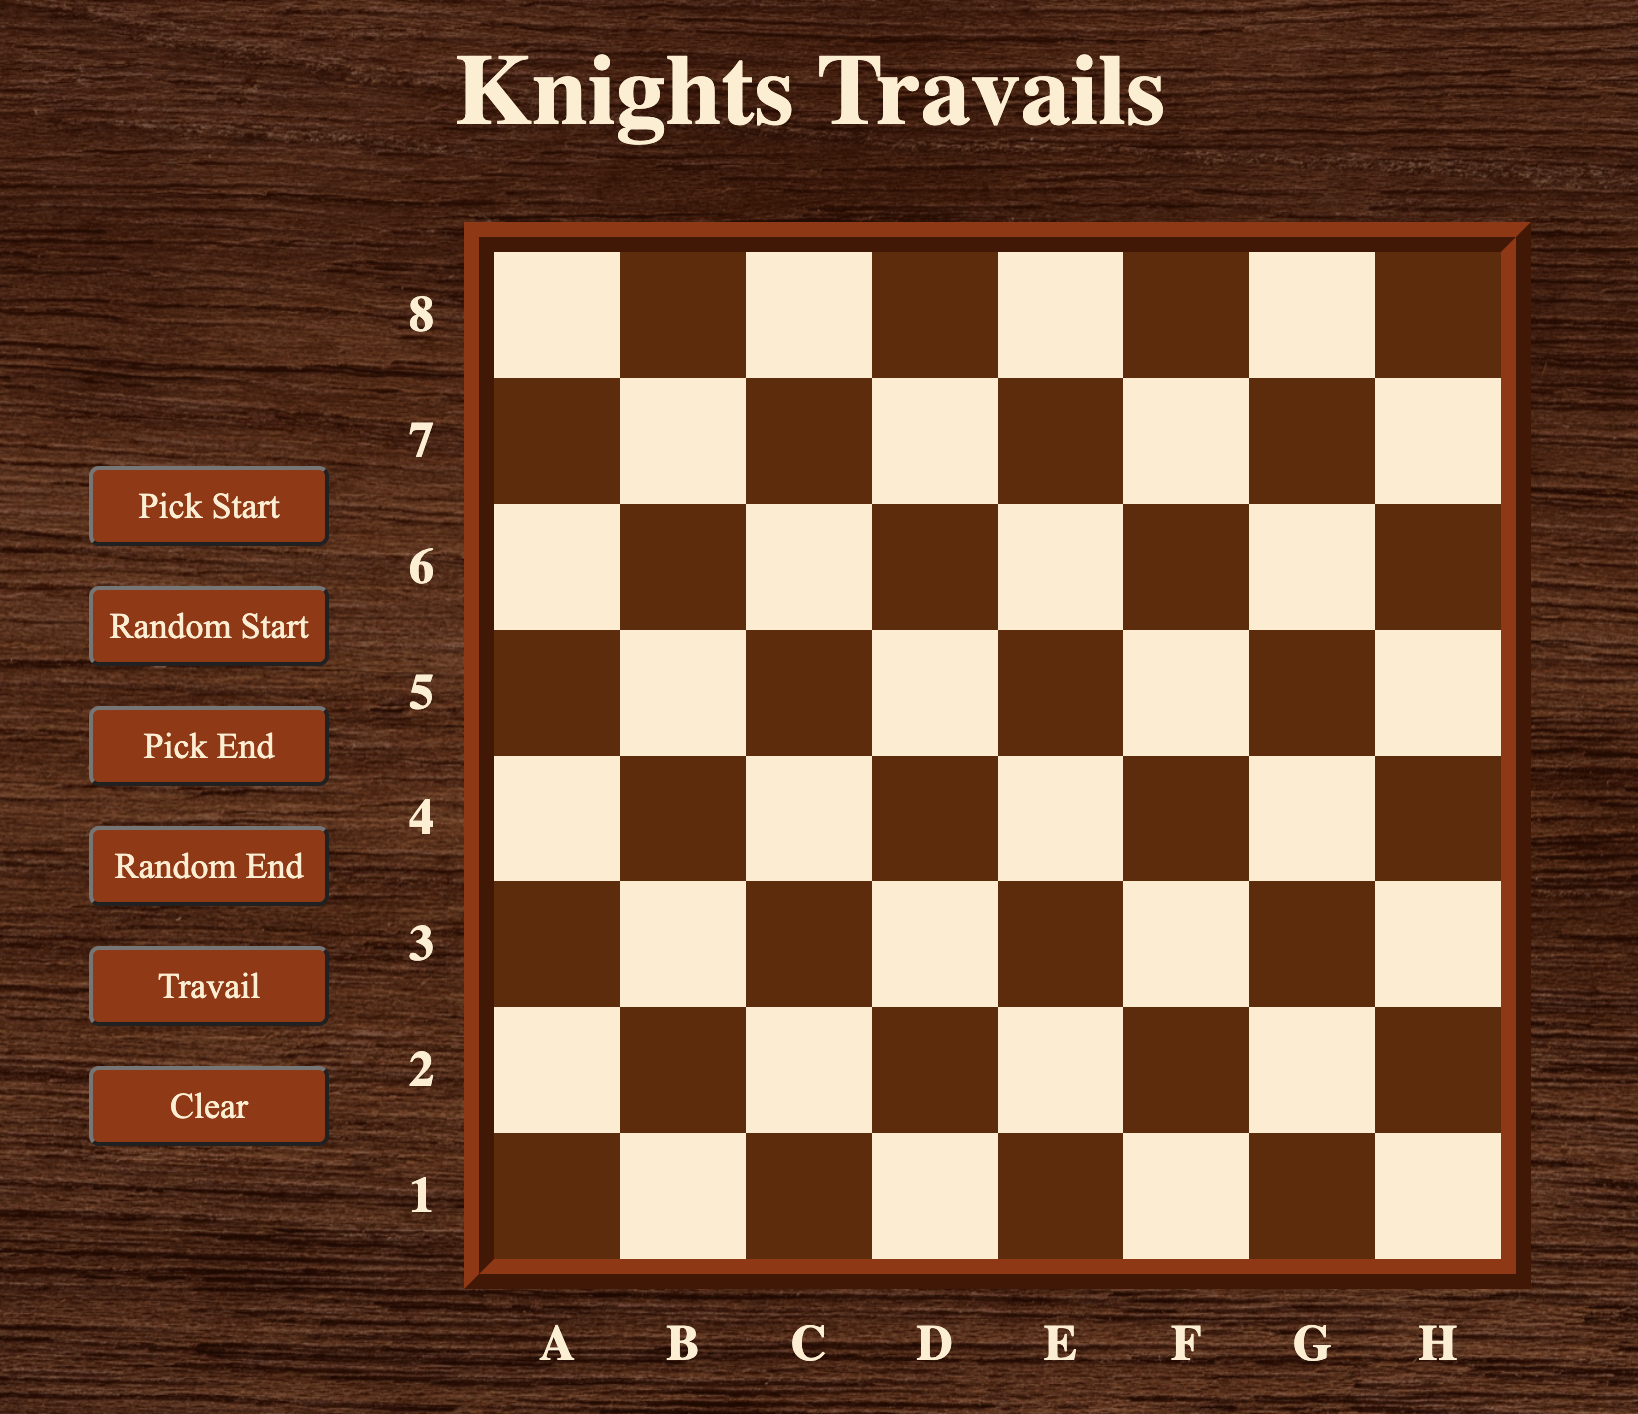 Knights Travails
8
7
Pick Start
6
Random Start
5
Pick End
4
Random End
3
Travail
2
Clear
1
A B C D E F G H